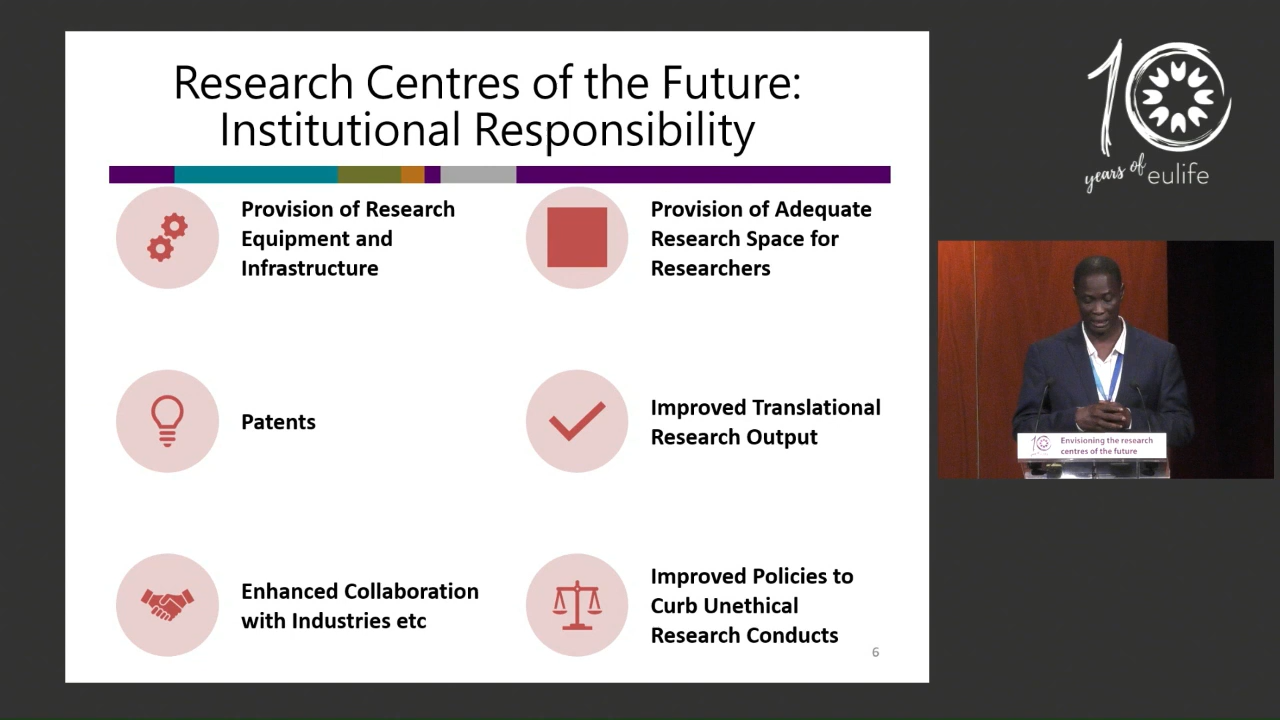 Research Centres of the Future:
Institutional Responsibility
Provision of Research
Equipment and
Infrastructure
Provision of Adequate
Research Space for
Researchers
Patents
Improved Translational
Research Output
Enhanced Collaboration
with Industries etc
Improved Policies to
Curb Unethical
Research Conducts
6
10
years of eulife
10
Envisioning the research
centres of the future